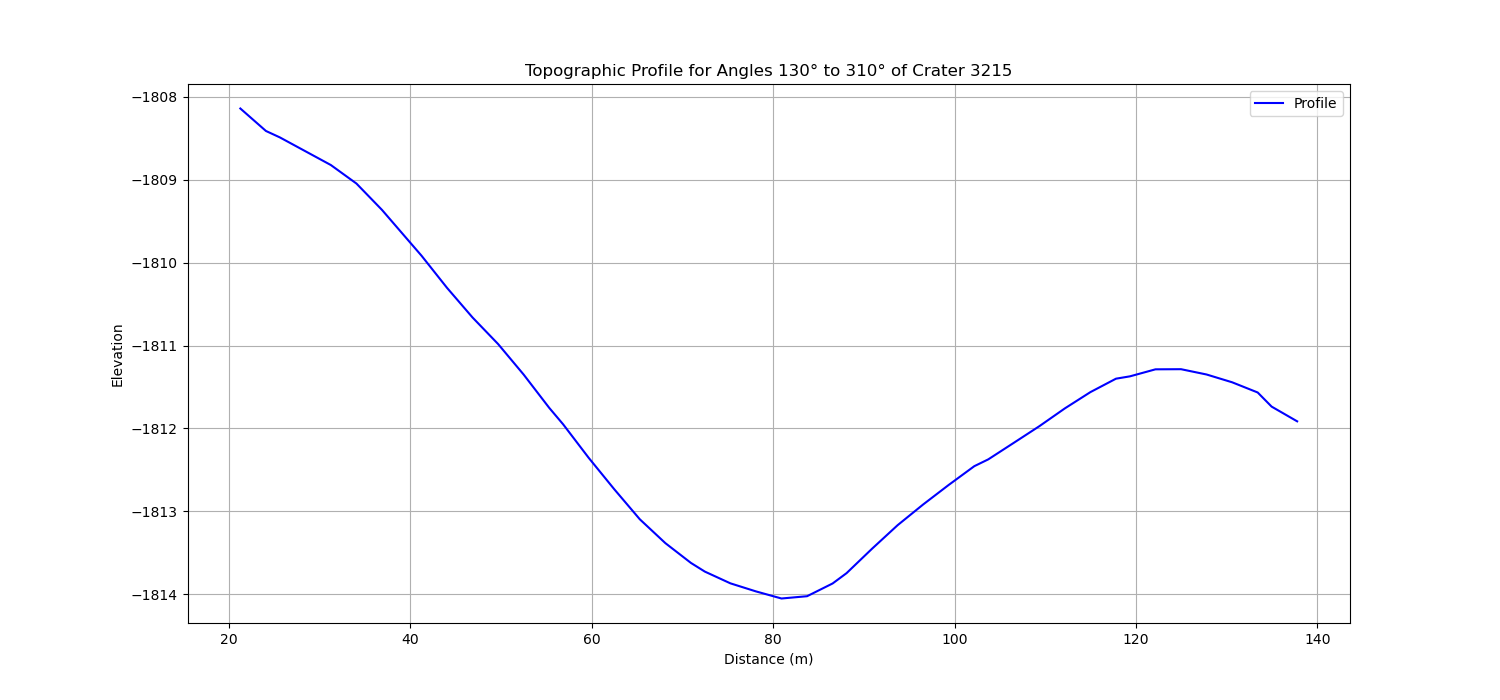 Topographic Profile for Angles 130° to 310° of Crater 3215
Profile
−1808
−1809
−1810
−1811
−1812
−1813
−1814
Elevation
20 40 60 80 100 120 140
Distance (m)